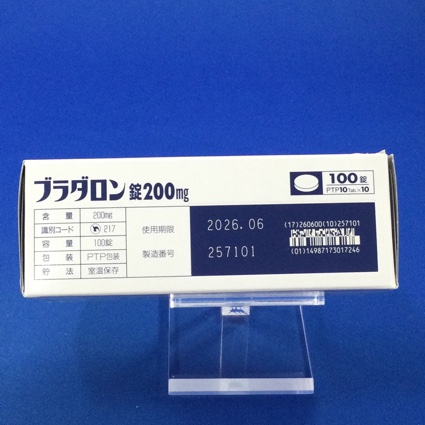 ブラダロン錠200mg
100錠
PTP10Tab.×10
含 量 200mg
識別コード 217
容 量 100錠
包 装 PTP包装
貯 法 室温保存
使用期限 2026.06
製造番号 257101
(17)260600(10)257101
(01)14987173017246